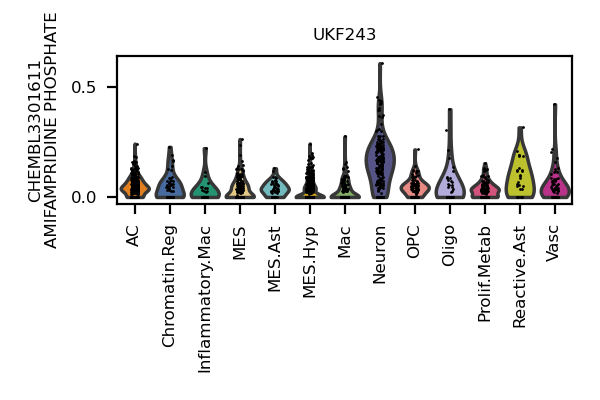 UKF243
CHEMBL3301611
AMIFAMPRIDINE PHOSPHATE
0.5
0.0
AC
Chromatin.Reg
Inflammatory.Mac
MES
MES.Ast
MES.Hyp
Mac
Neuron
OPC
Oligo
Prolif.Metab
Reactive.Ast
Vasc